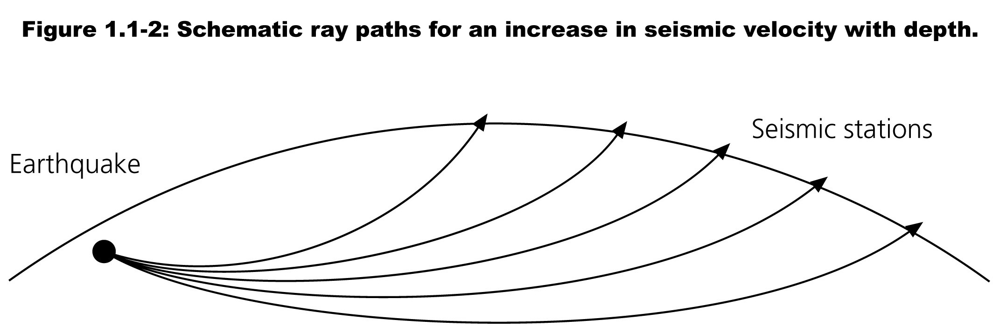 Figure 1.1-2: Schematic ray paths for an increase in seismic velocity with depth.
Seismic stations
Earthquake